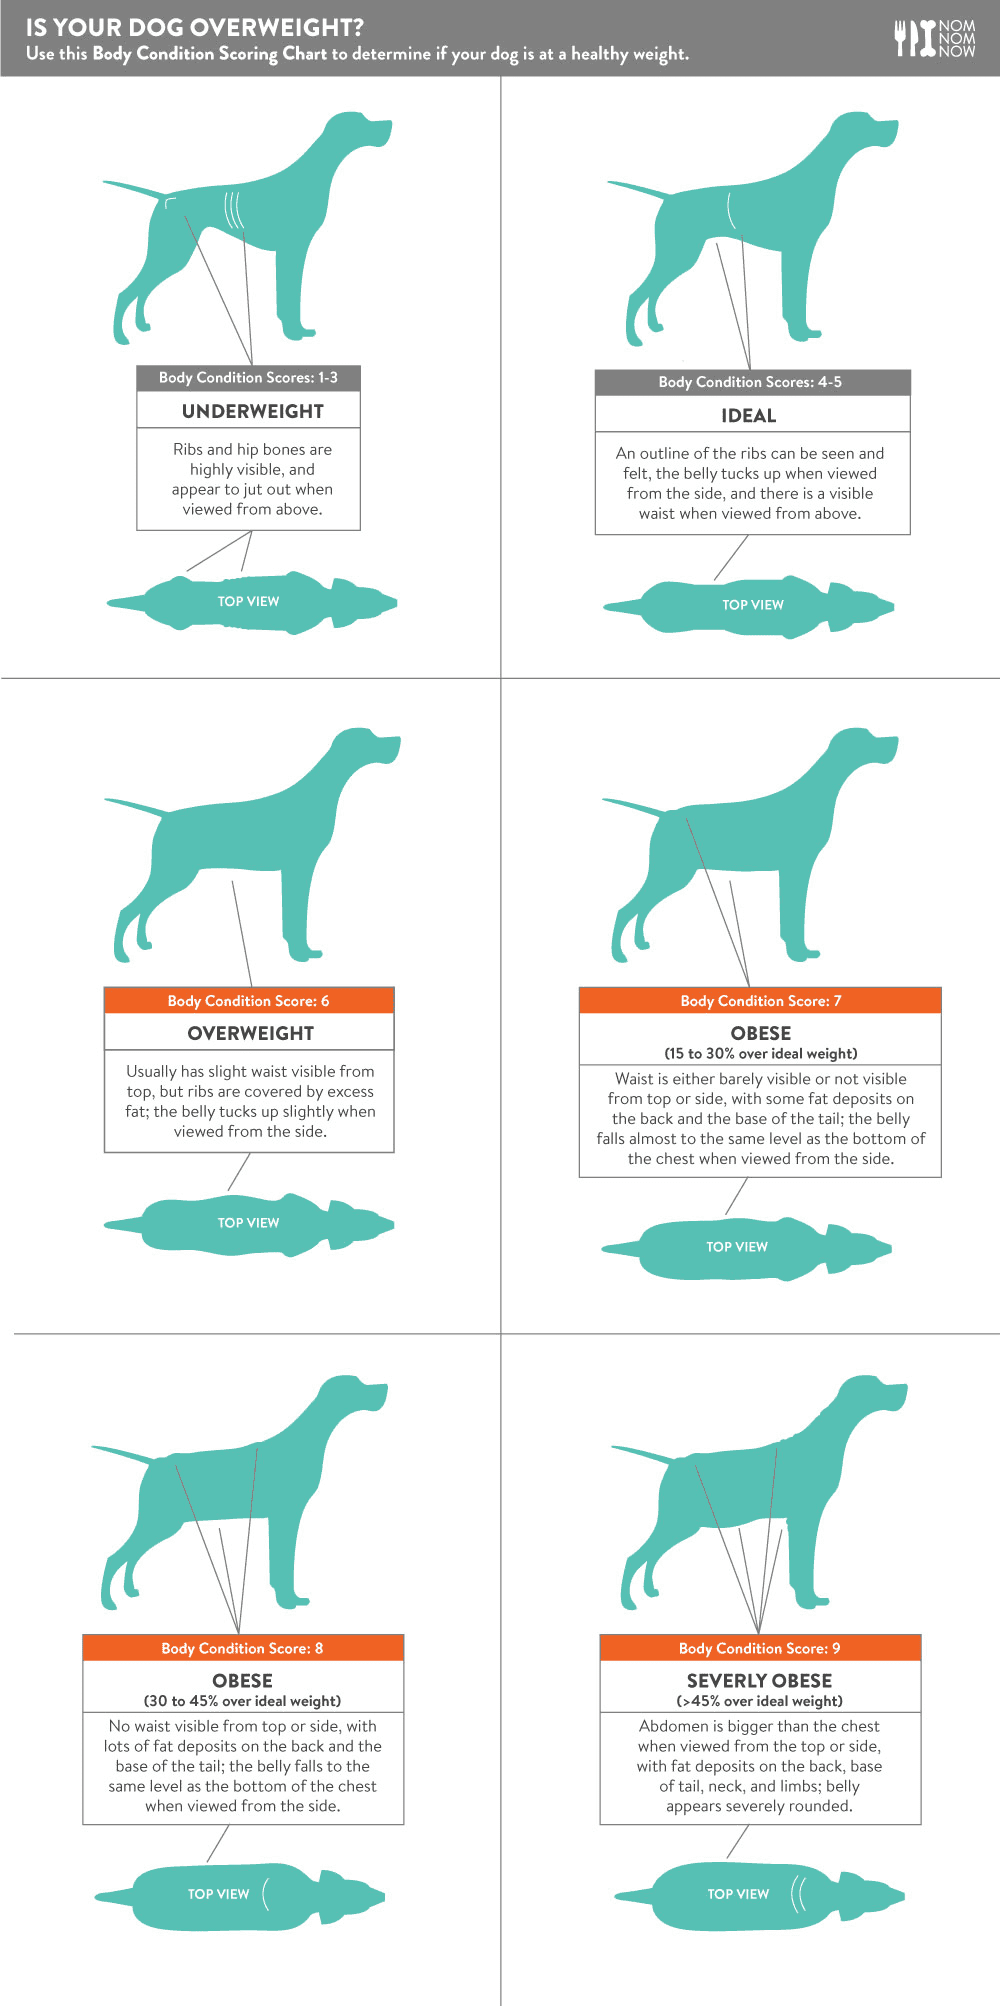 IS YOUR DOG OVERWEIGHT?
Use this Body Condition Scoring Chart to determine if your dog is at a healthy weight.
NOM
NOM
NOW
Body Condition Scores: 1-3
UNDERWEIGHT
Ribs and hip bones are
highly visible, and
appear to jut out when
viewed from above.
TOP VIEW
Body Condition Scores: 4-5
IDEAL
An outline of the ribs can be seen and
felt, the belly tucks up when viewed
from the side, and there is a visible
waist when viewed from above.
TOP VIEW
Body Condition Score: 6
OVERWEIGHT
Usually has slight waist visible from
top, but ribs are covered by excess
fat; the belly tucks up slightly when
viewed from the side.
TOP VIEW
Body Condition Score: 7
OBESE
(15 to 30% over ideal weight)
Waist is either barely visible or not visible
from top or side, with some fat deposits on
the back and the base of the tail; the belly
falls almost to the same level as the bottom of
the chest when viewed from the side.
TOP VIEW
Body Condition Score: 8
OBESE
(30 to 45% over ideal weight)
No waist visible from top or side, with
lots of fat deposits on the back and the
base of the tail; the belly falls to the
same level as the bottom of the chest
when viewed from the side.
TOP VIEW
Body Condition Score: 9
SEVERLY OBESE
(>45% over ideal weight)
Abdomen is bigger than the chest
when viewed from the top or side,
with fat deposits on the back, base
of tail, neck, and limbs; belly
appears severely rounded.
TOP VIEW